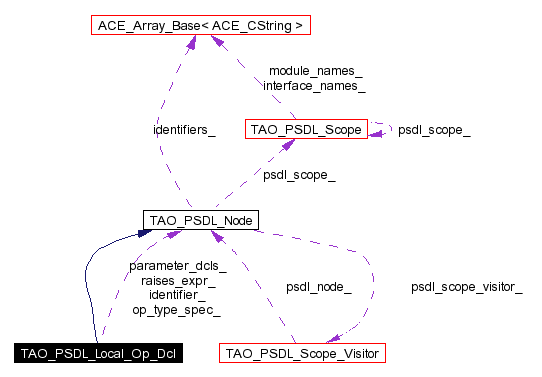 ACE_Array_Base< ACE_CString >
module_names_
interface_names_
identifiers_
TAO_PSDL_Scope
psdl_scope_
psdl_scope_
TAO_PSDL_Node
parameter_dcls_
raises_expr_
identifier_
op_type_spec_
psdl_node_
psdl_scope_visitor_
TAO_PSDL_Local_Op_Dcl
TAO_PSDL_Scope_Visitor